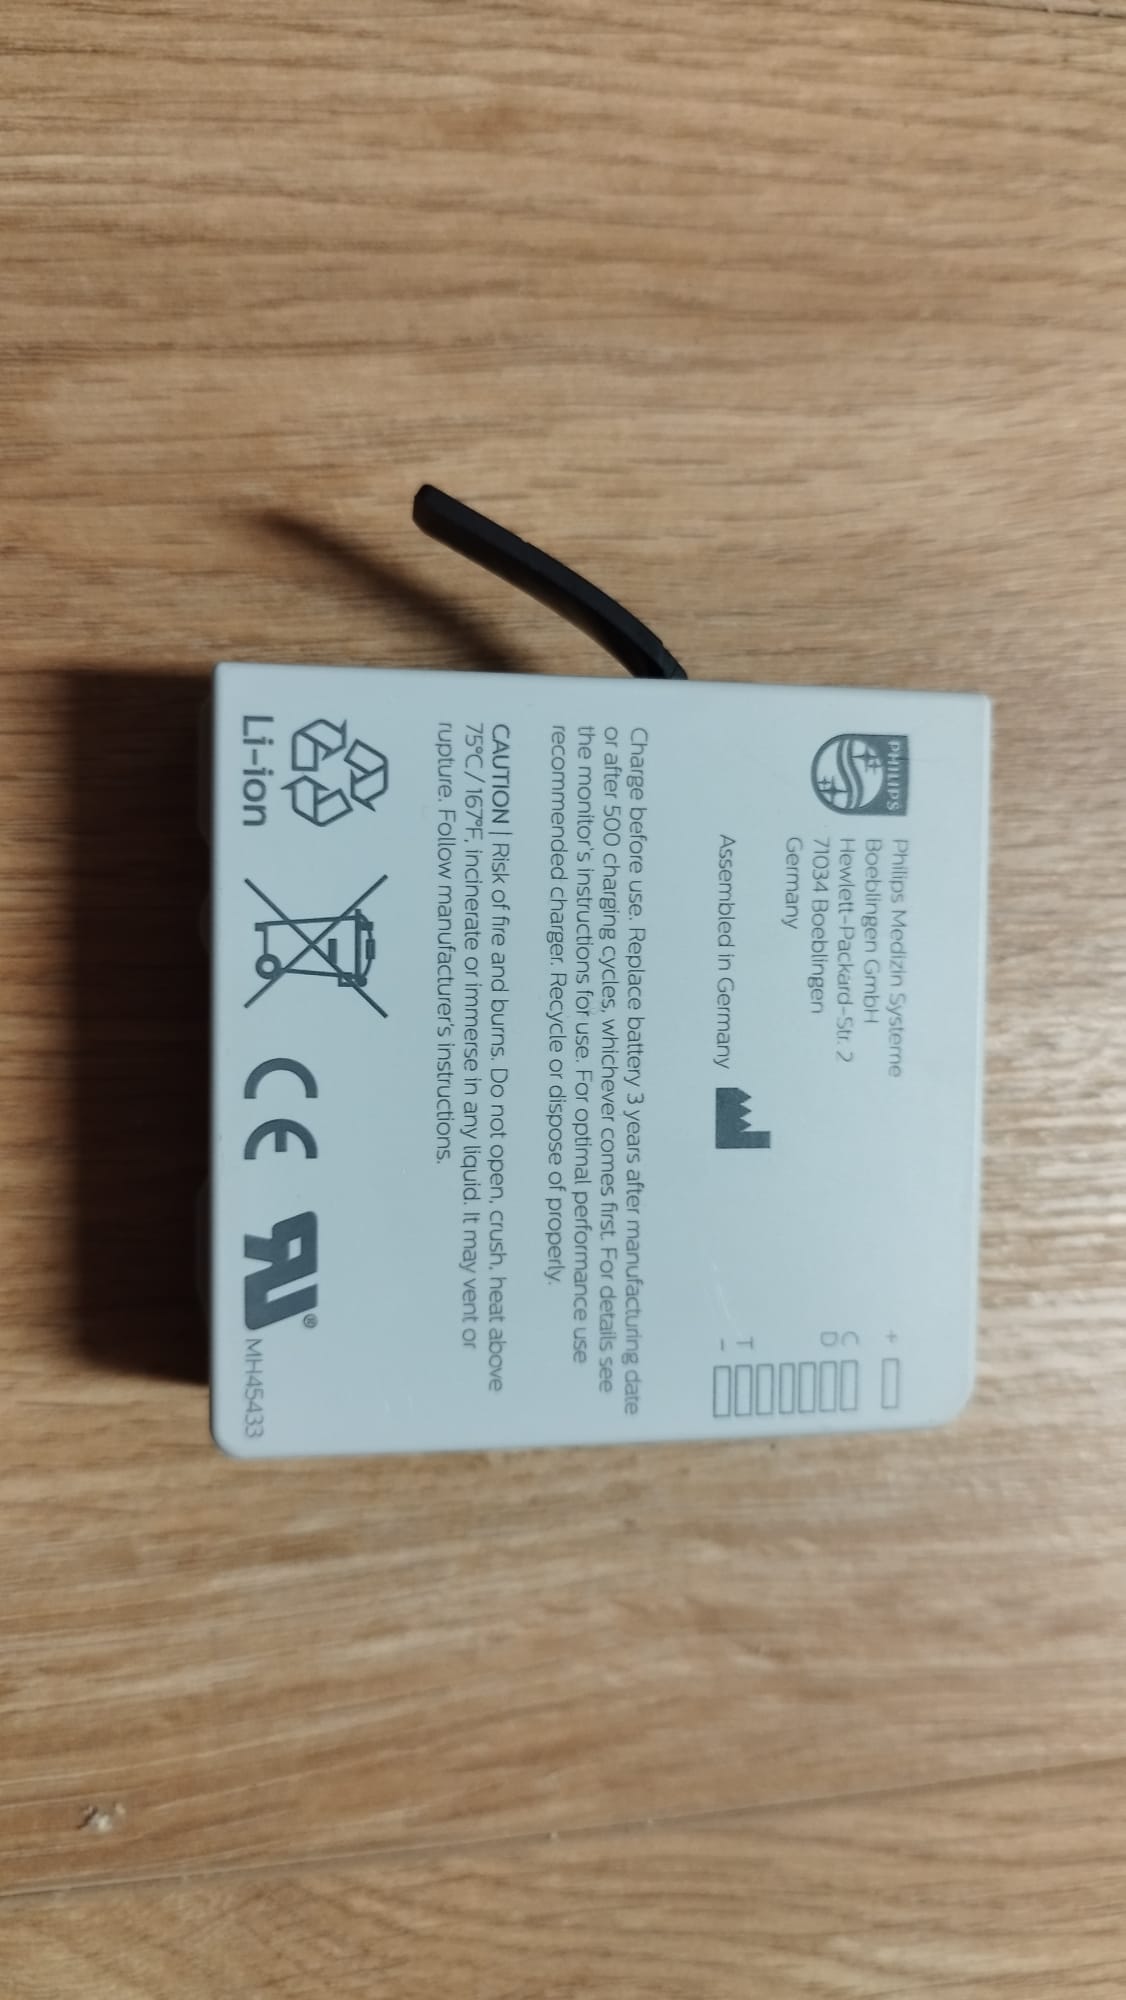 PHILIPS
Philips Medizin Systeme
Boeblingen GmbH
Hewlett-Packard-Str. 2
71034 Boeblingen
Germany
Assembled in Germany
+
C
D
T
−
Charge before use. Replace battery 3 years after manufacturing date
or after 500 charging cycles, whichever comes first. For details see
the monitor's instructions for use. For optimal performance use
recommended charger. Recycle or dispose of properly.
CAUTION | Risk of fire and burns. Do not open, crush, heat above
75°C/167°F, incinerate or immerse in any liquid. It may vent or
rupture. Follow manufacturer's instructions.
Li-ion
CE
RU® MH45433